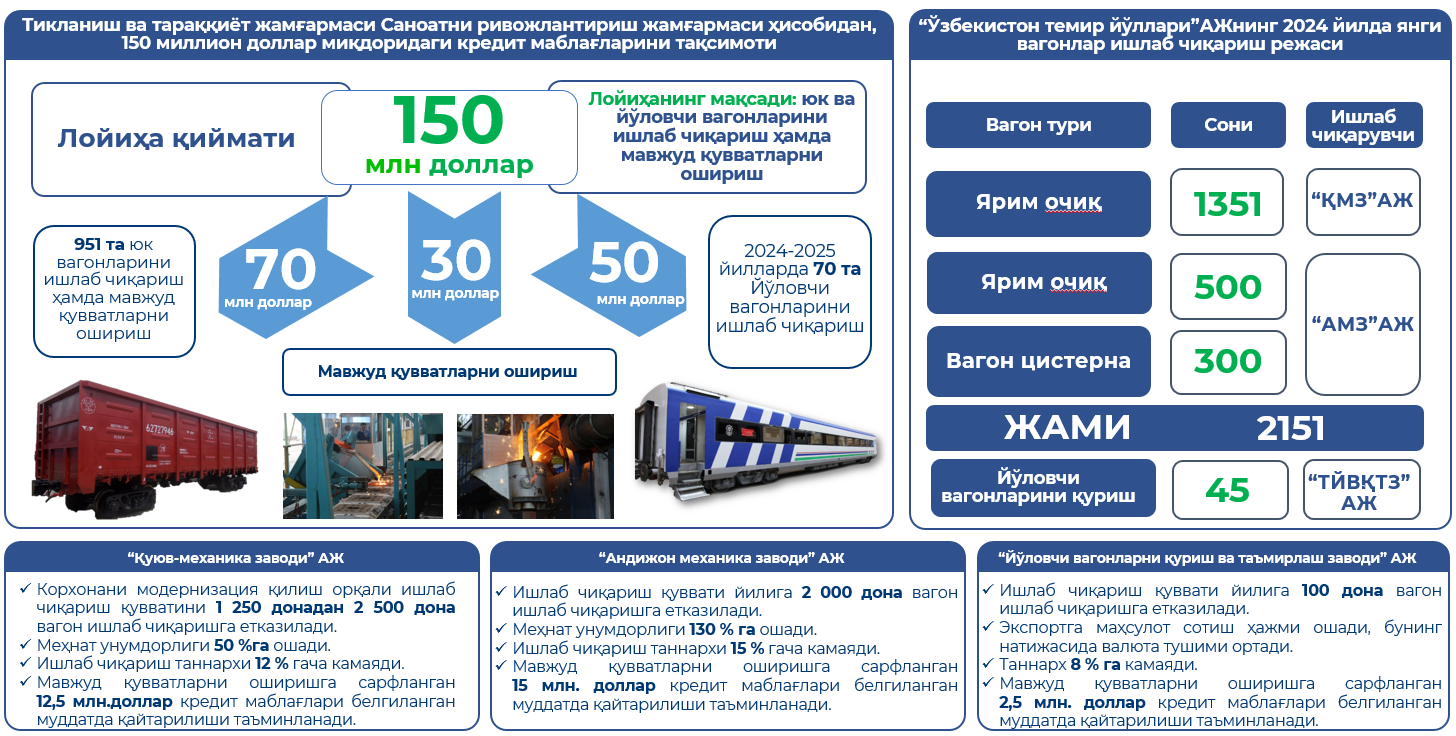 Тикланиш ва тараққиёт жамғармаси Саноатни ривожлантириш жамғармаси ҳисобидан,
150 миллион доллар миқдоридаги кредит маблағларини тақсимоти
Лойиҳа қиймати
150
млн доллар
Лойиҳанинг мақсади: юк ва
йўловчи вагонларини
ишлаб чиқариш ҳамда
мавжуд қувватларни
ошириш
951 та юк
вагонларини
ишлаб чиқариш
ҳамда мавжуд
қувватларни
ошириш
70
млн доллар
30
млн доллар
50
млн доллар
2024-2025
йилларда 70 та
Йўловчи
вагонларини
ишлаб чиқариш
Мавжуд қувватларни ошириш
62727946
“Ўзбекистон темир йўллари”АЖнинг 2024 йилда янги
вагонлар ишлаб чиқариш режаси
Вагон тури
Сони
Ишлаб
чиқарувчи
Ярим очиқ
1351
“ҚМЗ”АЖ
Ярим очиқ
500
“АМЗ”АЖ
Вагон цистерна
300
ЖАМИ 2151
Йўловчи
вагонларини қуриш
45
“ТЙВҚТЗ”
АЖ
“Қуюв-механика заводи” АЖ
✓ Корхонани модернизация қилиш орқали ишлаб
чиқариш қувватини 1 250 донадан 2 500 дона
вагон ишлаб чиқаришга етказилади.
✓ Меҳнат унумдорлиги 50 %га ошади.
✓ Ишлаб чиқариш таннархи 12 % гача камаяди.
✓ Мавжуд қувватларни оширишга сарфланган
12,5 млн.доллар кредит маблағлари белгиланган
муддатда қайтарилиши таъминланади.
“Андижон механика заводи” АЖ
✓ Ишлаб чиқариш қуввати йилига 2 000 дона вагон
ишлаб чиқаришга етказилади.
✓ Меҳнат унумдорлиги 130 % га ошади.
✓ Ишлаб чиқариш таннархи 15 % гача камаяди.
✓ Мавжуд қувватларни оширишга сарфланган
15 млн. доллар кредит маблағлари белгиланган
муддатда қайтарилиши таъминланади.
“Йўловчи вагонларни қуриш ва таъмирлаш заводи” АЖ
✓ Ишлаб чиқариш қуввати йилига 100 дона вагон
ишлаб чиқаришга етказилади.
✓ Экспортга маҳсулот сотиш ҳажми ошади, бунинг
натижасида валюта тушими ортади.
✓ Таннарх 8 % га камаяди.
✓ Мавжуд қувватларни оширишга сарфланган
2,5 млн. доллар кредит маблағлари белгиланган
муддатда қайтарилиши таъминланади.